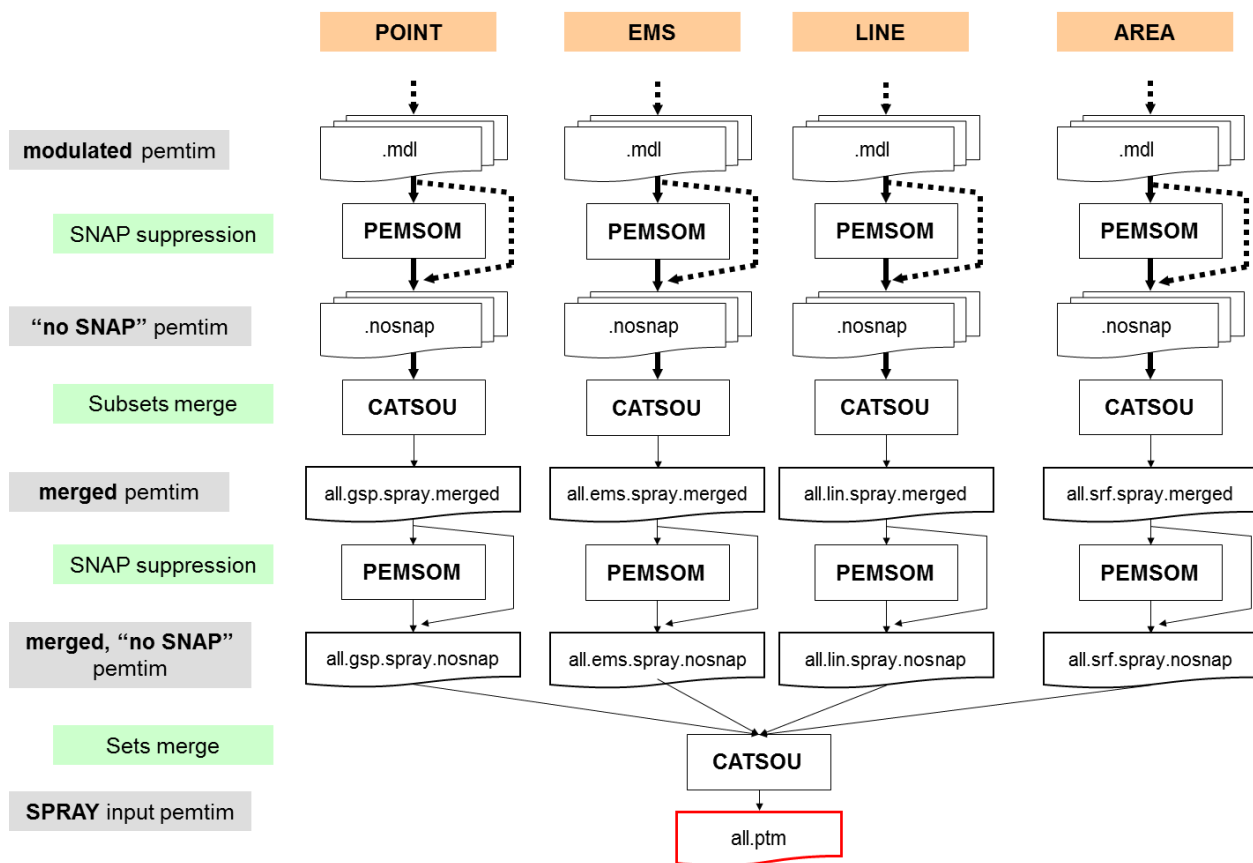 POINT EMS LINE AREA
modulated pemtim
.mdl .mdl .mdl .mdl
SNAP suppression
PEMSOM PEMSOM PEMSOM PEMSOM
“no SNAP” pemtim
.nosnap .nosnap .nosnap .nosnap
Subsets merge
CATSOU CATSOU CATSOU CATSOU
merged pemtim
all.gsp.spray.merged all.ems.spray.merged all.lin.spray.merged all.srf.spray.merged
SNAP suppression
PEMSOM PEMSOM PEMSOM PEMSOM
merged, “no SNAP”
pemtim
all.gsp.spray.nosnap all.ems.spray.nosnap all.lin.spray.nosnap all.srf.spray.nosnap
Sets merge
CATSOU
SPRAY input pemtim
all.ptm